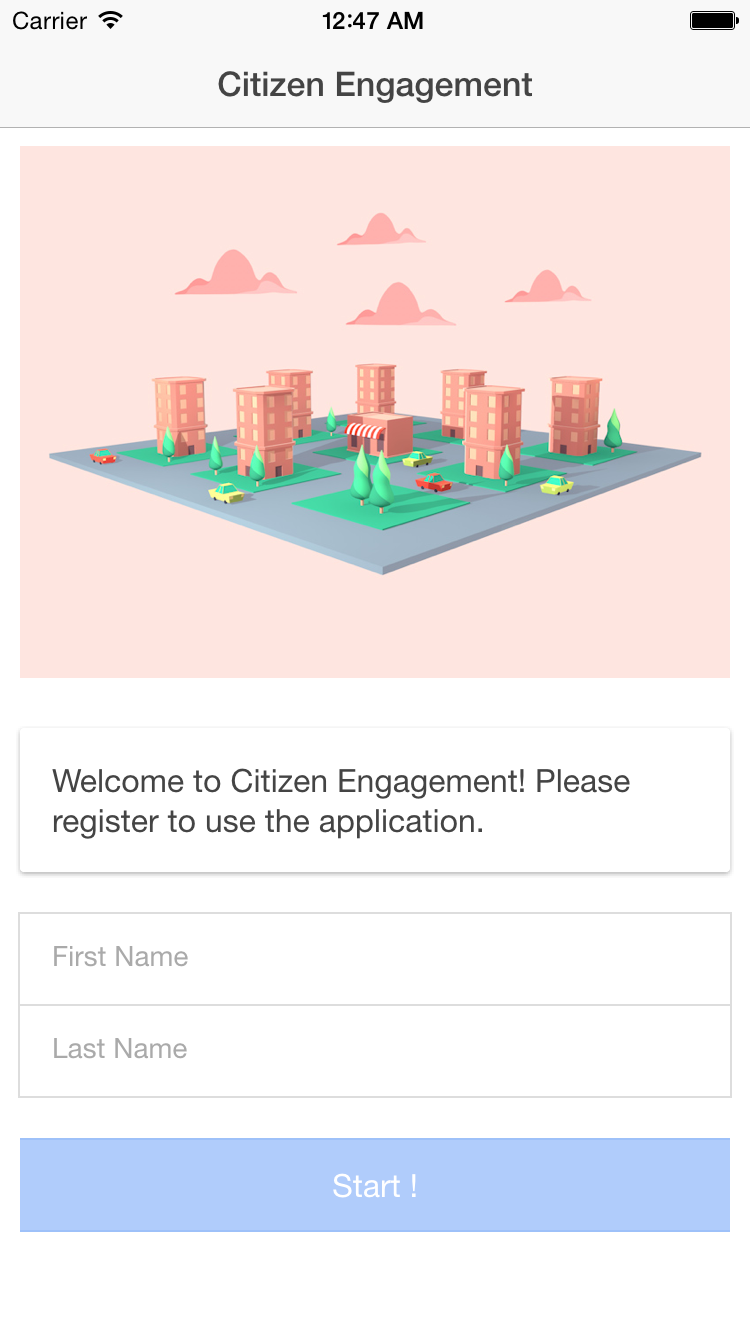 Carrier 12:47 AM
Citizen Engagement
Welcome to Citizen Engagement! Please
register to use the application.
First Name
Last Name
Start !